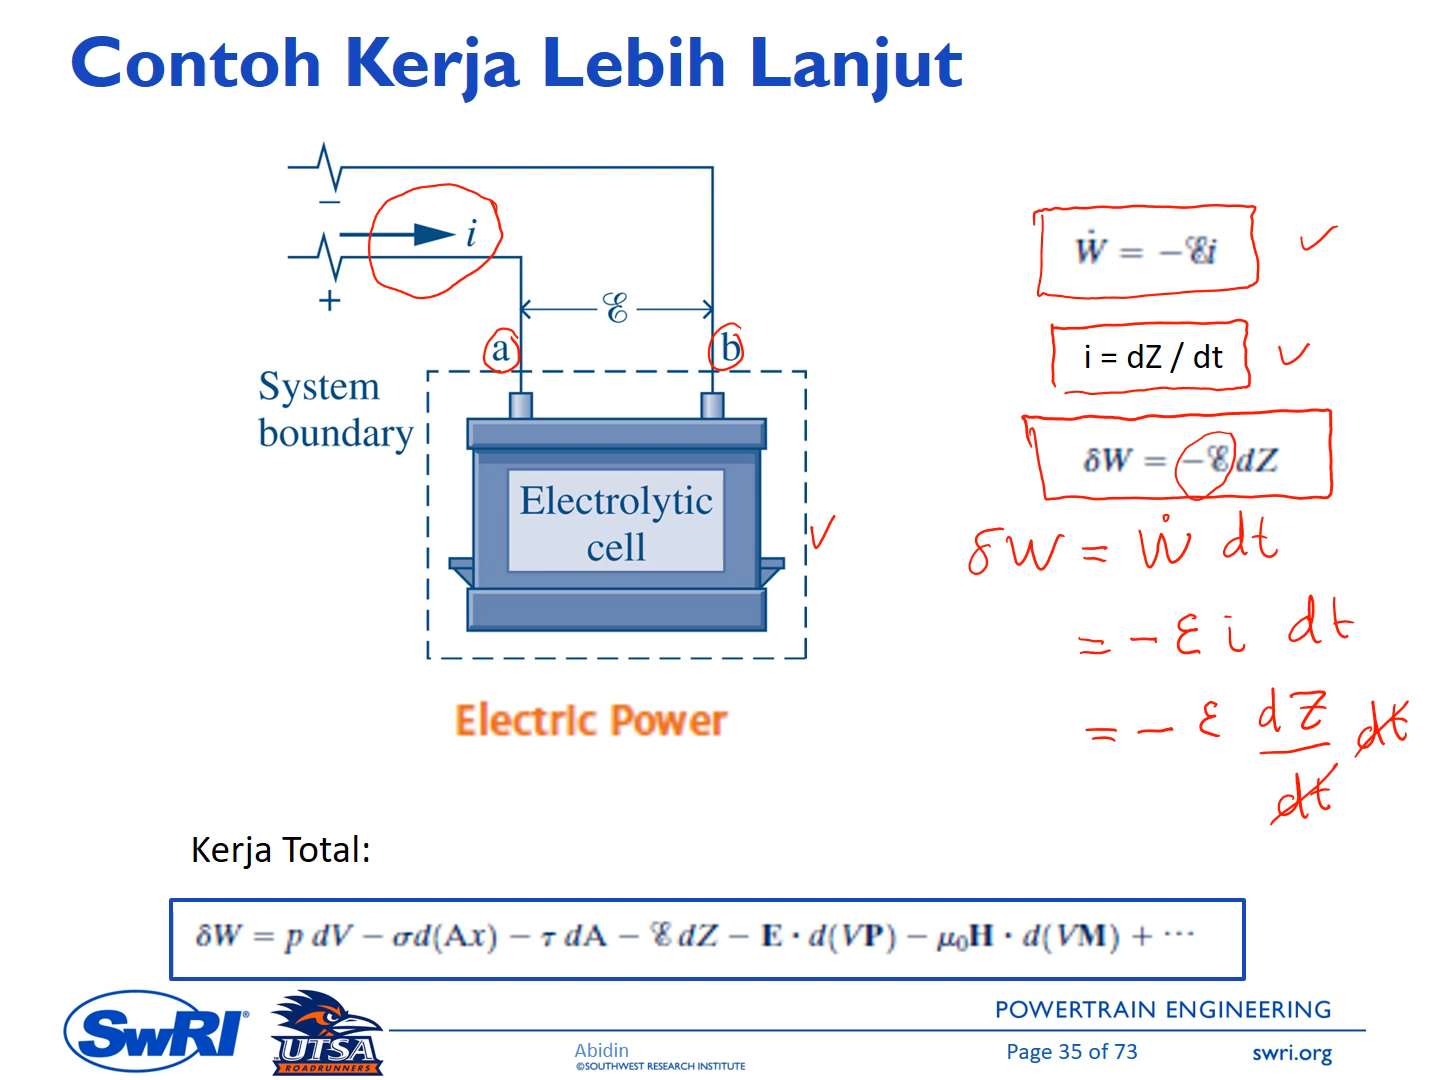 Contoh Kerja Lebih Lanjut
−
i
+
ℰ
a
b
System
boundary
Electrolytic
cell
Electric Power
Ẇ = −ℰi
i = dZ / dt
δW = −ℰ dZ
δW = Ẇ dt
= − ε i dt
= − ε dZ/dt dt
Kerja Total:
δW = p dV − σd(Ax) − τ dA − ℰ dZ − E · d(VP) − μ₀H · d(VM) + ⋯
SwRI®
UTSA
ROADRUNNERS
Abidin
©SOUTHWEST RESEARCH INSTITUTE
POWERTRAIN ENGINEERING
Page 35 of 73
swri.org